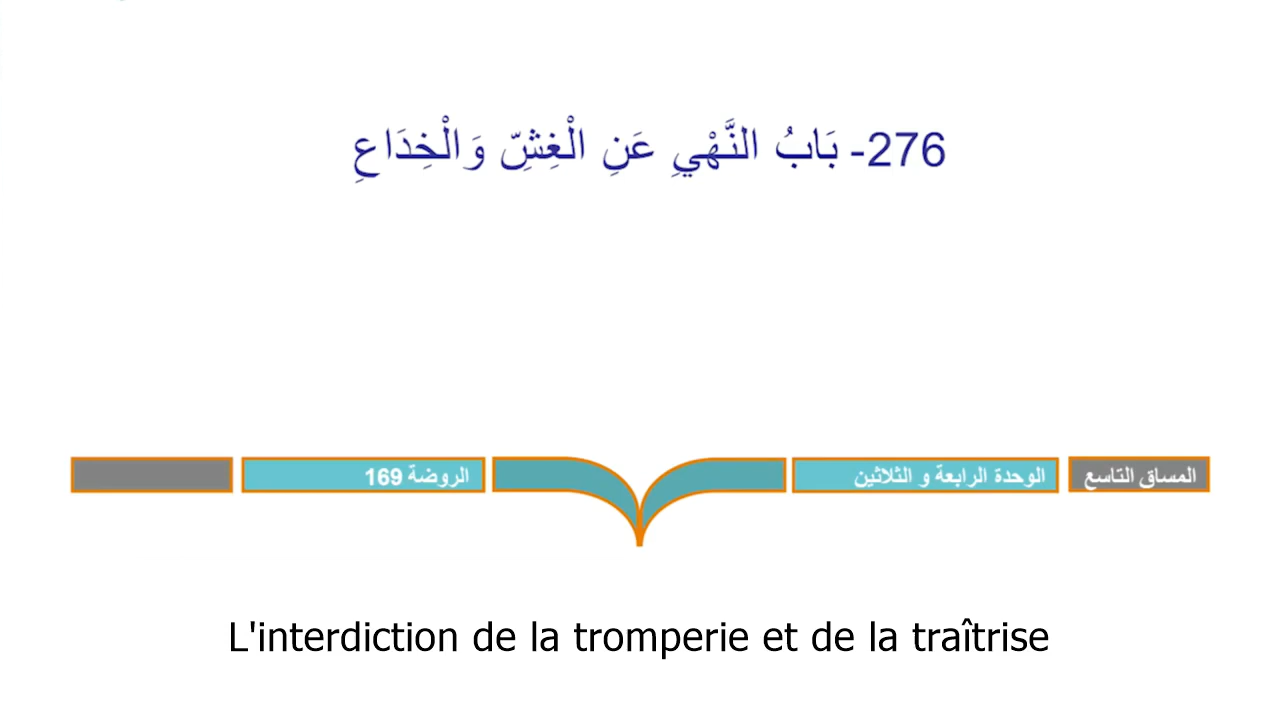 276- بَابُ النَّهْيِ عَنِ الْغِشِّ وَالْخِدَاعِ
المساق التاسع
الوحدة الرابعة و الثلاثين
الروضة 169
L'interdiction de la tromperie et de la traîtrise